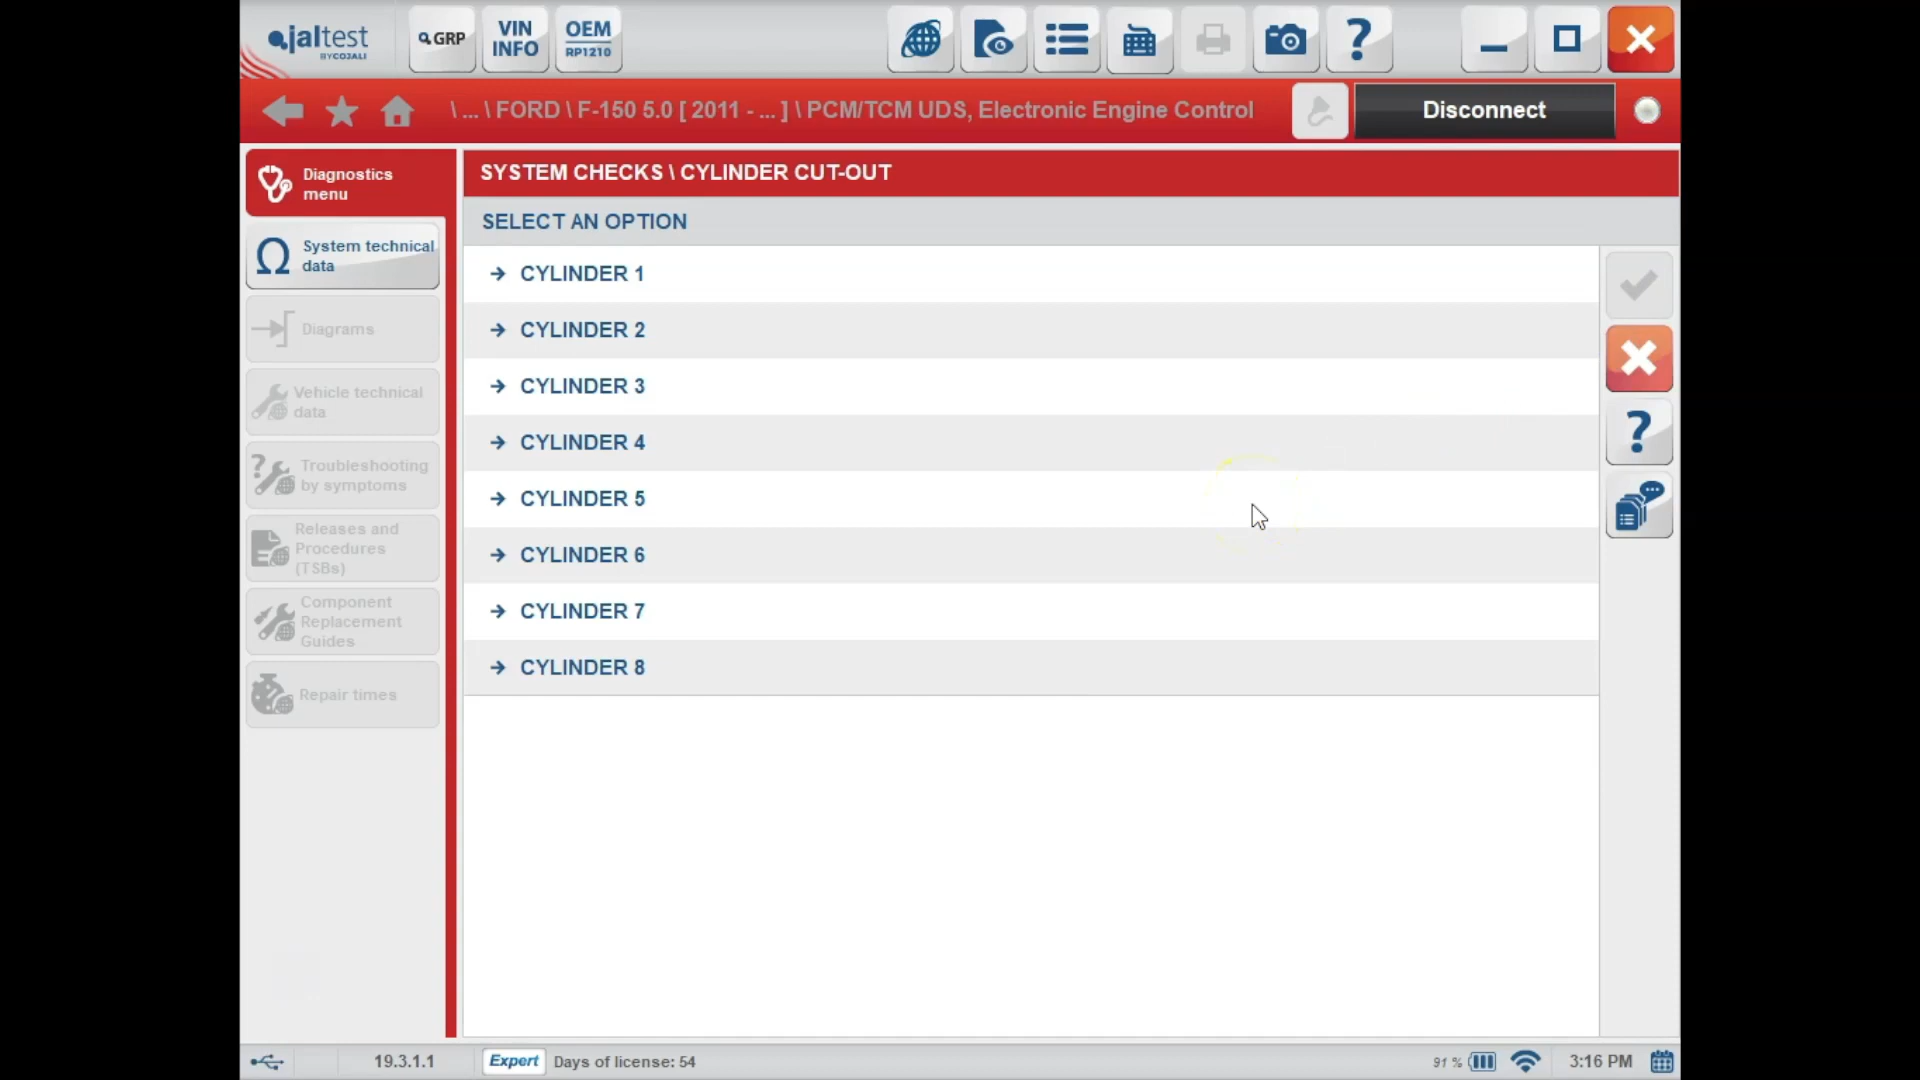 jaltest
BY COJALI
GRP
VIN
INFO
OEM
RP1210
?
\ ... \ FORD \ F-150 5.0 [ 2011 - ... ] \ PCM/TCM UDS, Electronic Engine Control
Disconnect
Diagnostics
menu
System technical
data
Diagrams
Vehicle technical
data
Troubleshooting
by symptoms
Releases and
Procedures
(TSBs)
Component
Replacement
Guides
Repair times
SYSTEM CHECKS \ CYLINDER CUT-OUT
SELECT AN OPTION
CYLINDER 1
CYLINDER 2
CYLINDER 3
CYLINDER 4
CYLINDER 5
CYLINDER 6
CYLINDER 7
CYLINDER 8
?
19.3.1.1
Expert
Days of license: 54
91 %
3:16 PM